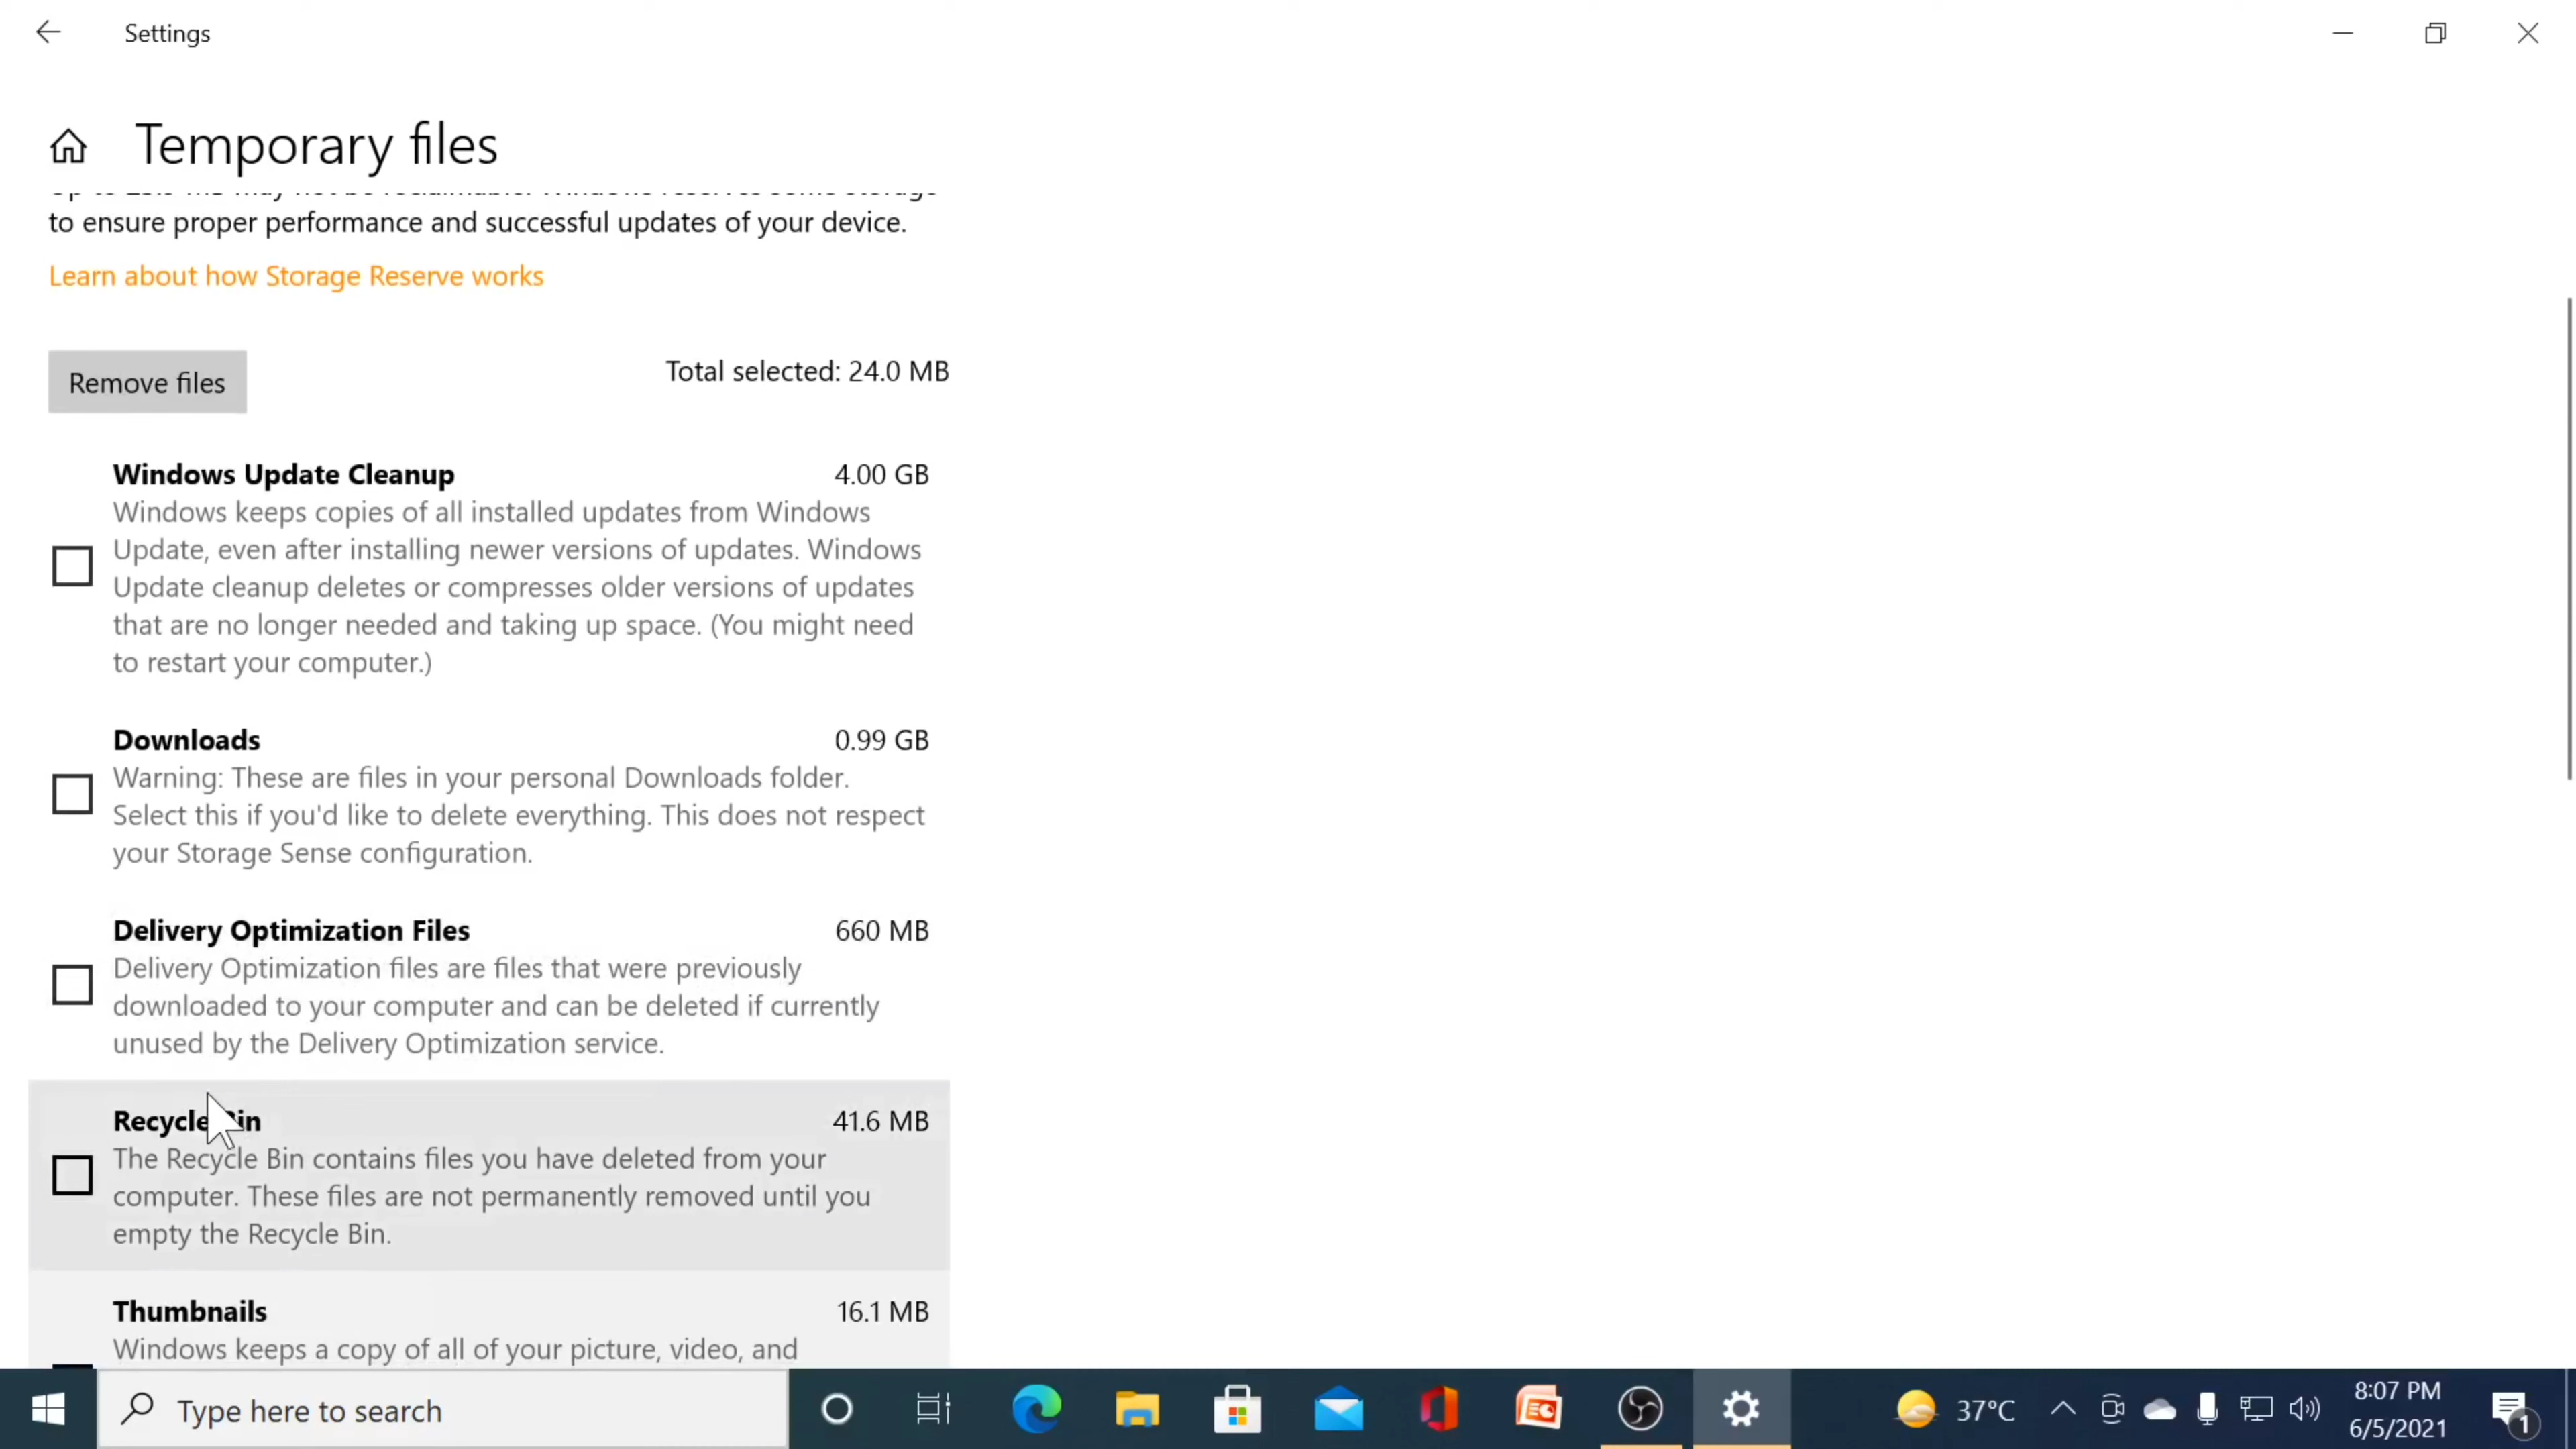 Settings
Temporary files
to ensure proper performance and successful updates of your device.
Learn about how Storage Reserve works
Remove files
Total selected: 24.0 MB
Windows Update Cleanup 4.00 GB
Windows keeps copies of all installed updates from Windows
Update, even after installing newer versions of updates. Windows
Update cleanup deletes or compresses older versions of updates
that are no longer needed and taking up space. (You might need
to restart your computer.)
Downloads 0.99 GB
Warning: These are files in your personal Downloads folder.
Select this if you'd like to delete everything. This does not respect
your Storage Sense configuration.
Delivery Optimization Files 660 MB
Delivery Optimization files are files that were previously
downloaded to your computer and can be deleted if currently
unused by the Delivery Optimization service.
Recycle Bin 41.6 MB
The Recycle Bin contains files you have deleted from your
computer. These files are not permanently removed until you
empty the Recycle Bin.
Thumbnails 16.1 MB
Windows keeps a copy of all of your picture, video, and
Type here to search
37°C
8:07 PM
6/5/2021
1